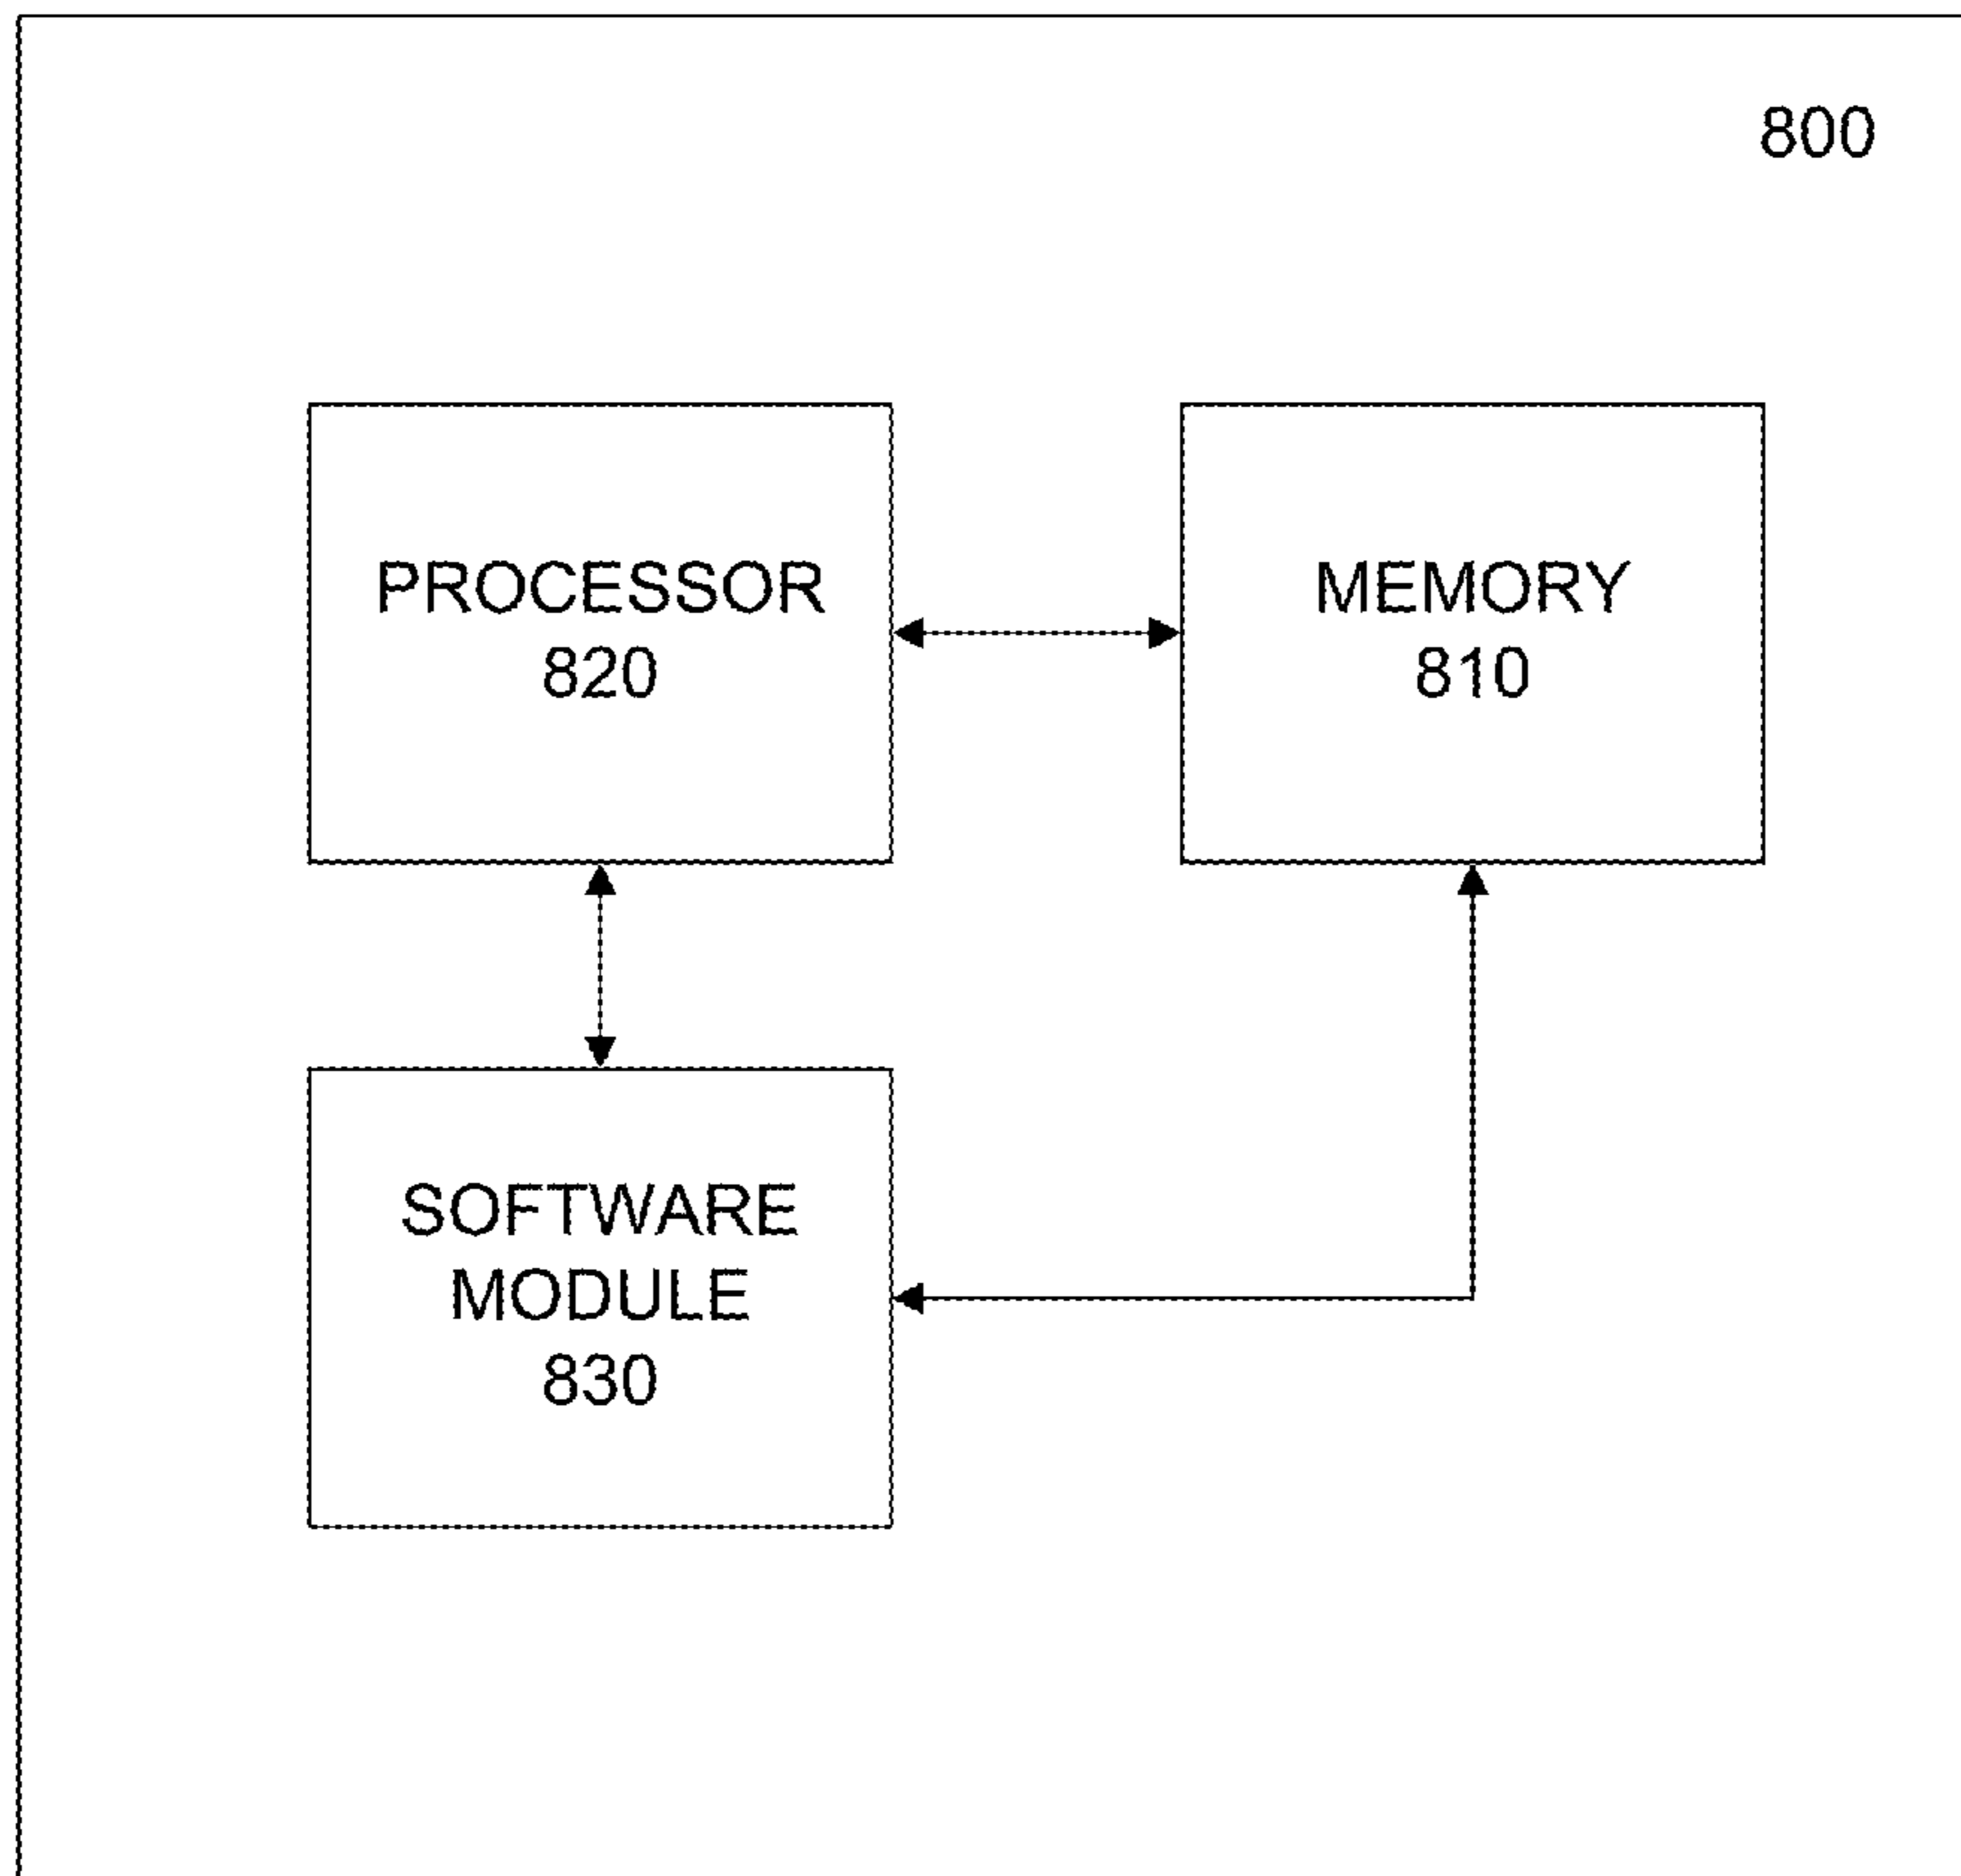 800
PROCESSOR
820
MEMORY
810
SOFTWARE
MODULE
830